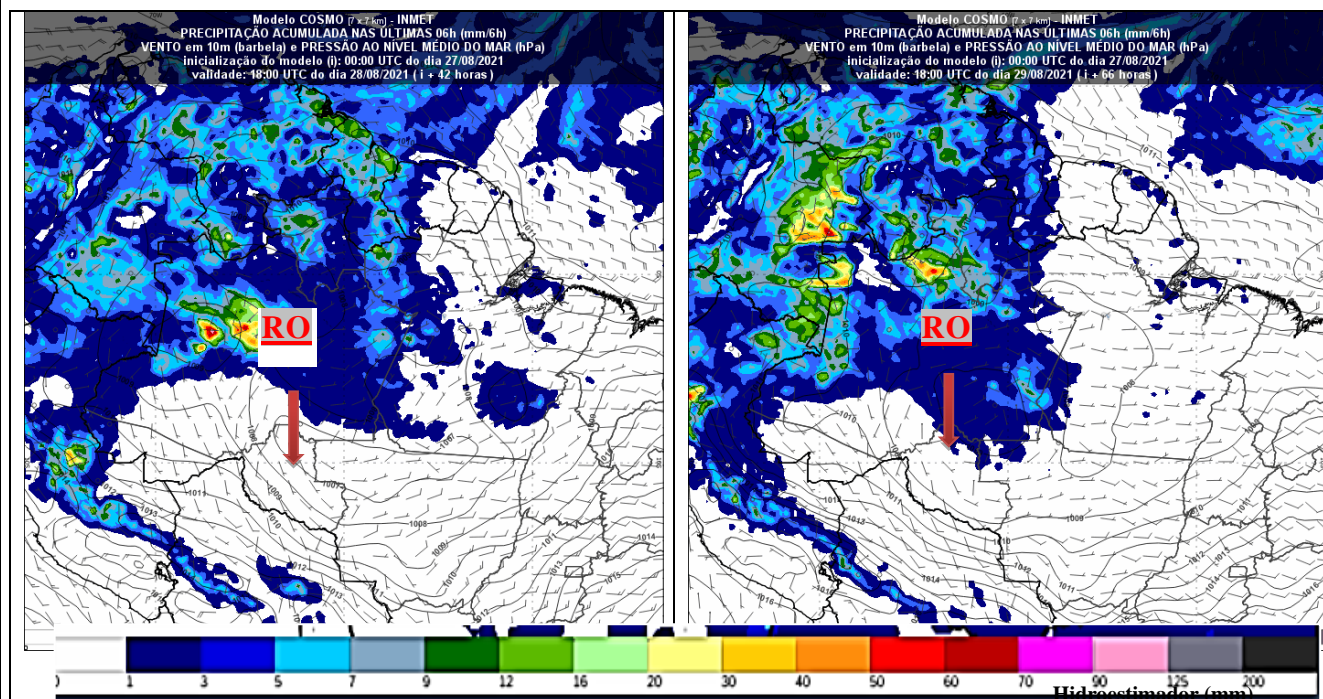 Modelo COSMO [7 x 7 km] - INMET
PRECIPITAÇÃO ACUMULADA NAS ÚLTIMAS 06h (mm/6h)
VENTO em 10m (barbela) e PRESSÃO AO NÍVEL MÉDIO DO MAR (hPa)
inicialização do modelo (i): 00:00 UTC do dia 27/08/2021
validade: 18:00 UTC do dia 28/08/2021 ( i + 42 horas )
RO
Modelo COSMO [7 x 7 km] - INMET
PRECIPITAÇÃO ACUMULADA NAS ÚLTIMAS 06h (mm/6h)
VENTO em 10m (barbela) e PRESSÃO AO NÍVEL MÉDIO DO MAR (hPa)
inicialização do modelo (i): 00:00 UTC do dia 27/08/2021
validade: 18:00 UTC do dia 29/08/2021 ( i + 66 horas )
RO
0 1 3 5 7 9 12 16 20 30 40 50 60 70 90 125 200
Hidroestimador (mm